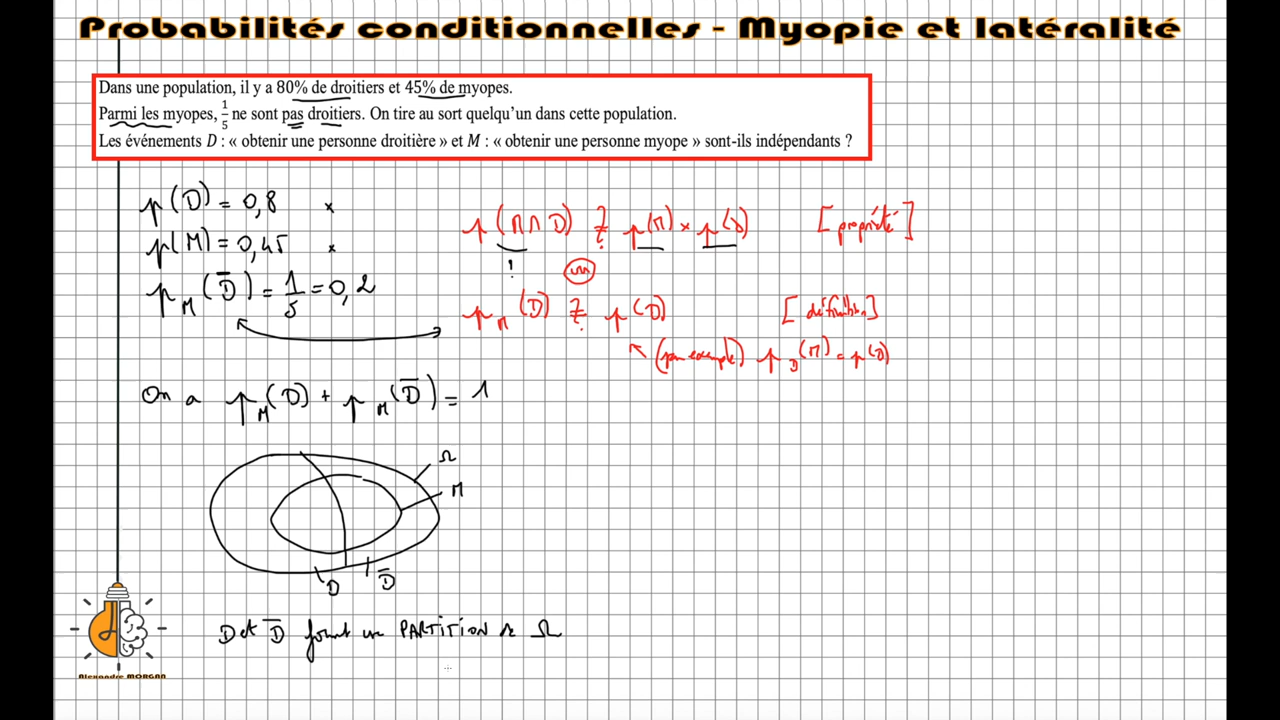 Probabilités conditionnelles - Myopie et latéralité
Dans une population, il y a 80% de droitiers et 45% de myopes.
Parmi les myopes, 1/5 ne sont pas droitiers. On tire au sort quelqu'un dans cette population.
Les événements D : « obtenir une personne droitière » et M : « obtenir une personne myope » sont-ils indépendants ?
p(D) = 0,8 ×
p(M) = 0,45 ×
p_M(D̄) = 1/5 = 0,2
p(M∩D) =? p(M) × p(D) [propriété]
!
ou
p_M(D) =? p(D) [définition]
(par exemple) p_D(M) = p(D)
On a p_M(D) + p_M(D̄) = 1
Ω
M
D D̄
D et D̄ forment une PARTITION de Ω
Alexandre MORGAN